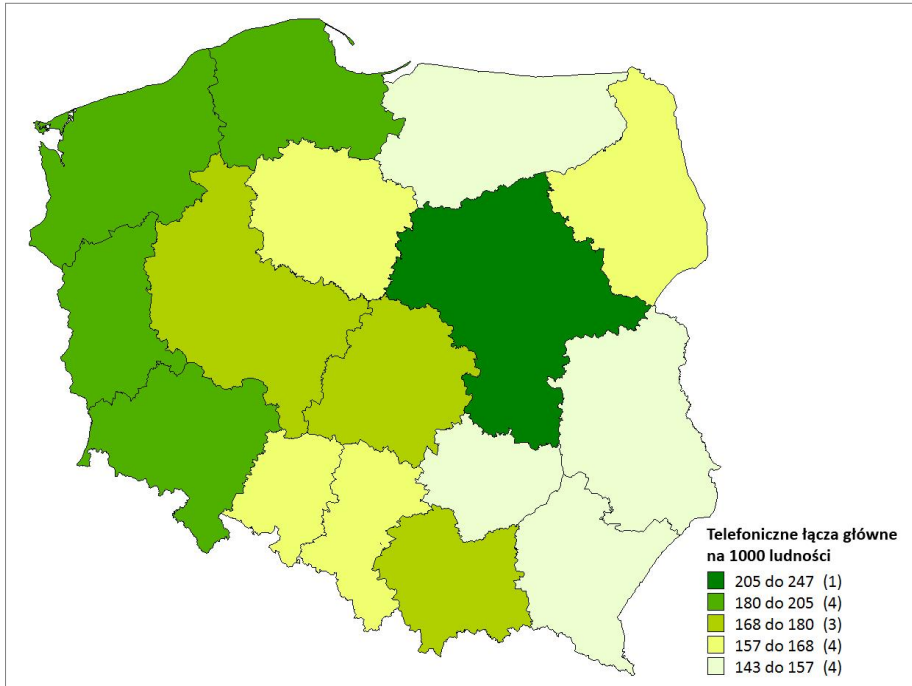 Telefoniczne łącza główne
na 1000 ludności
205 do 247 (1)
180 do 205 (4)
168 do 180 (3)
157 do 168 (4)
143 do 157 (4)